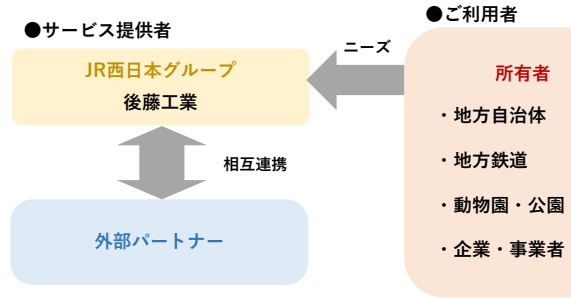 ●サービス提供者
JR西日本グループ
後藤工業
相互連携
外部パートナー
ニーズ
●ご利用者
所有者
・地方自治体
・地方鉄道
・動物園・公園
・企業・事業者